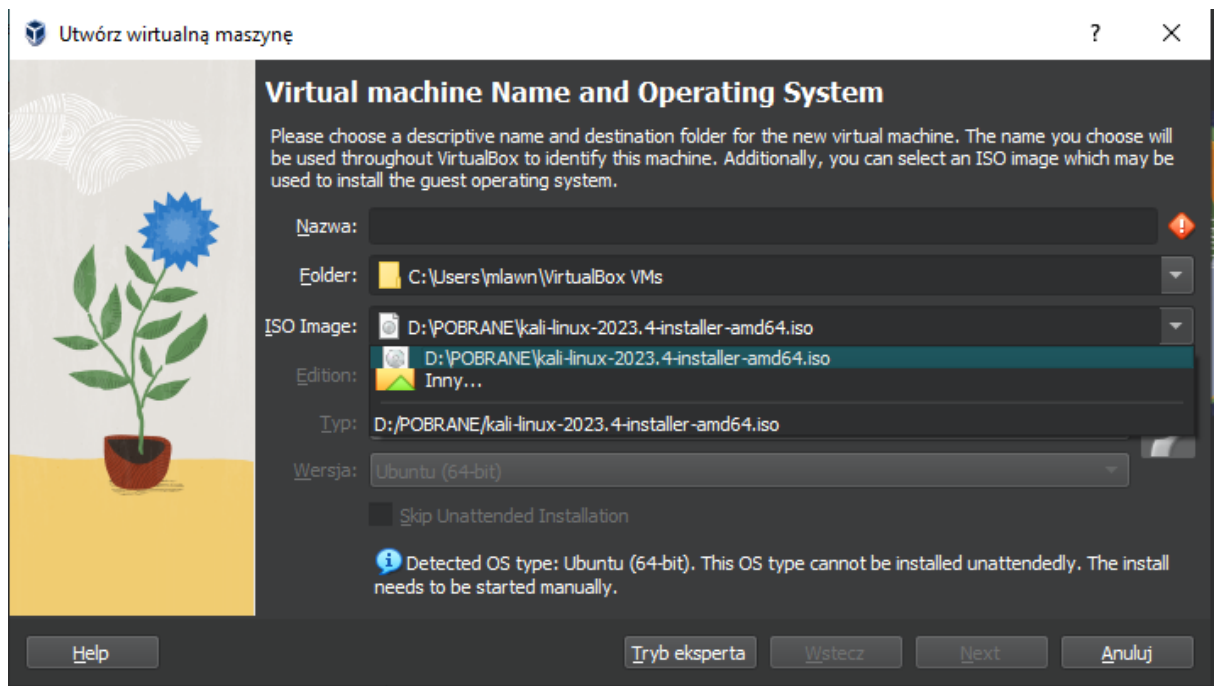 Utwórz wirtualną maszynę
?
Virtual machine Name and Operating System
Please choose a descriptive name and destination folder for the new virtual machine. The name you choose will
be used throughout VirtualBox to identify this machine. Additionally, you can select an ISO image which may be
used to install the guest operating system.
Nazwa:
Folder: C:\Users\mlawn\VirtualBox VMs
ISO Image: D:\POBRANE\kali-linux-2023.4-installer-amd64.iso
D:\POBRANE\kali-linux-2023.4-installer-amd64.iso
Edition: Inny...
Typ: D:/POBRANE/kali-linux-2023.4-installer-amd64.iso
Wersja: Ubuntu (64-bit)
Skip Unattended Installation
Detected OS type: Ubuntu (64-bit). This OS type cannot be installed unattendedly. The install
needs to be started manually.
Help Tryb eksperta Wstecz Next Anuluj